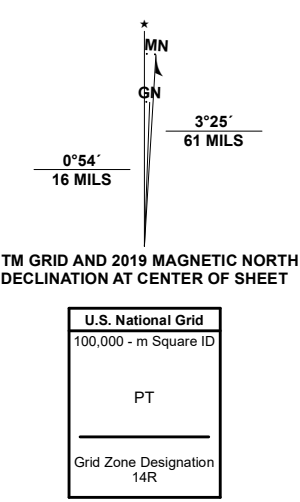 ★
MN
GN
3°25´
61 MILS
0°54´
16 MILS
TM GRID AND 2019 MAGNETIC NORTH
DECLINATION AT CENTER OF SHEET
U.S. National Grid
100,000 - m Square ID
PT
Grid Zone Designation
14R